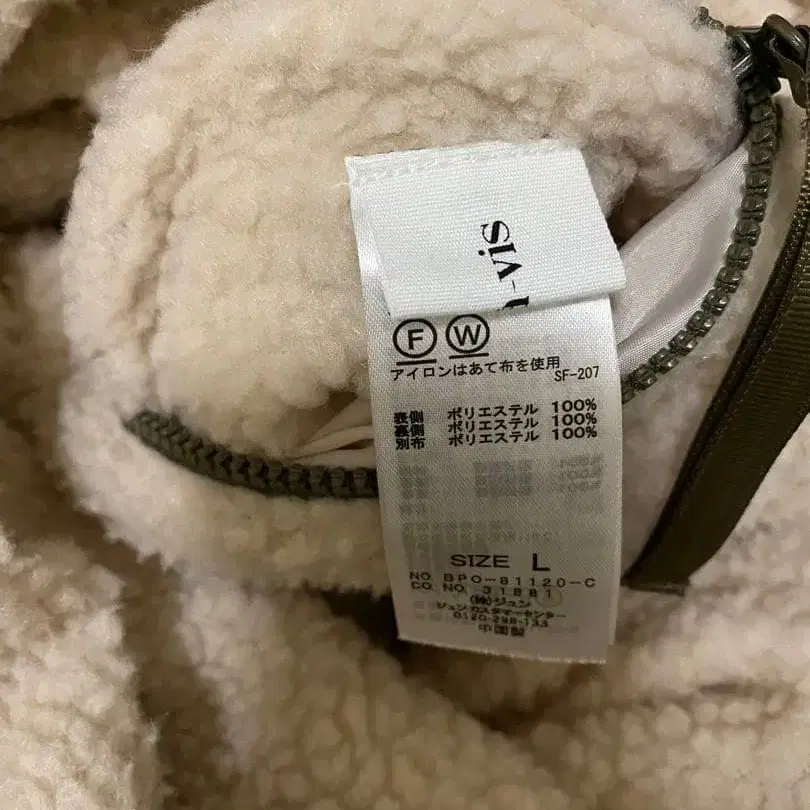 -vis
F W
アイロンはあて布を使用
SF-207
表側 ポリエステル 100%
裏側 ポリエステル 100%
別布 ポリエステル 100%
SIZE L
NO. BPO-81120-C
CO. NO. 31881
(株)ジュン
ジュンカスタマーセンター
0120-298-133
中国製